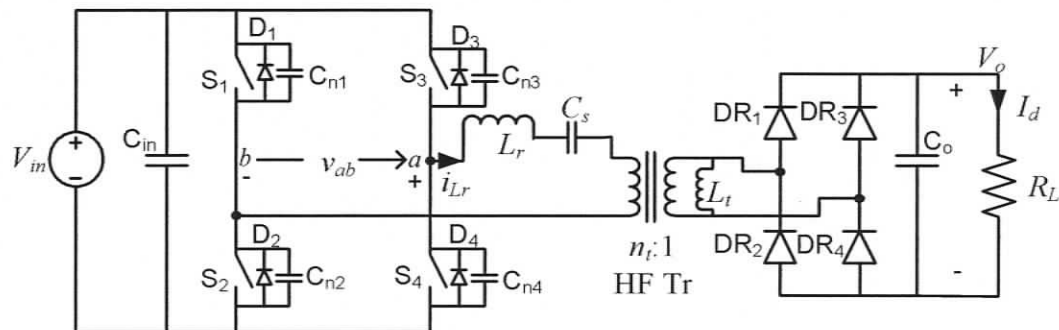 D1
D3
S1
Cn1
S3
Cn3
Cs
Vo
+
DR1
DR3
Id
+
Vin
-
Cin
b
vab
a
Lr
-
+
iLr
Lt
Co
RL
D2
D4
S2
Cn2
S4
Cn4
nt:1
HF Tr
DR2
DR4
-